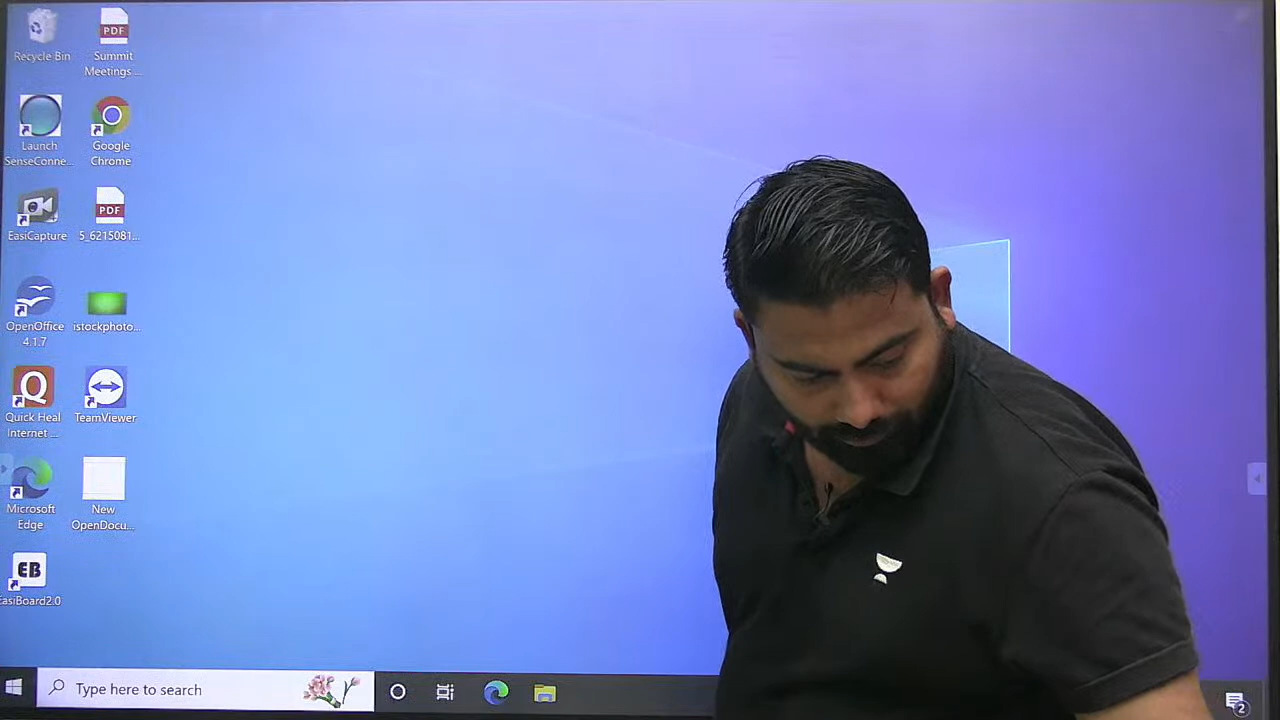 Recycle Bin
PDF
Summit
Meetings ...
Launch
SenseConne...
Google
Chrome
EasiCapture
PDF
5_6215081...
OpenOffice
4.1.7
istockphoto...
Quick Heal
Internet ...
TeamViewer
Microsoft
Edge
New
OpenDocu...
EB
EasiBoard2.0
Type here to search
2